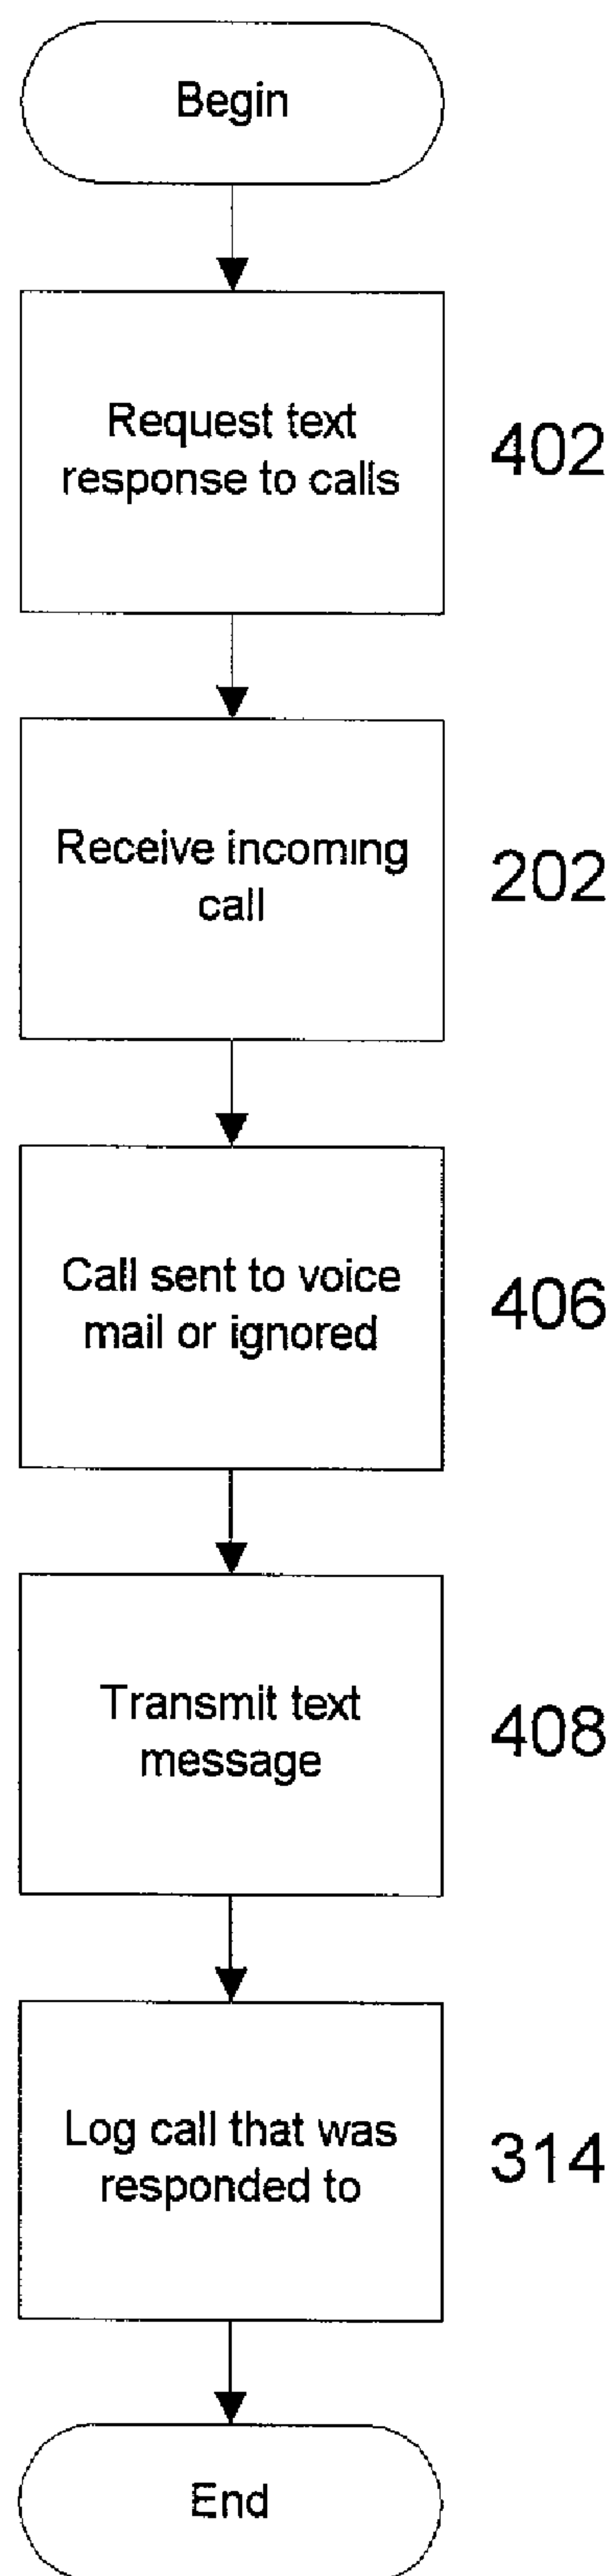 Begin
Request text
response to calls
402
Receive incoming
call
202
Call sent to voice
mail or ignored
406
Transmit text
message
408
Log call that was
responded to
314
End